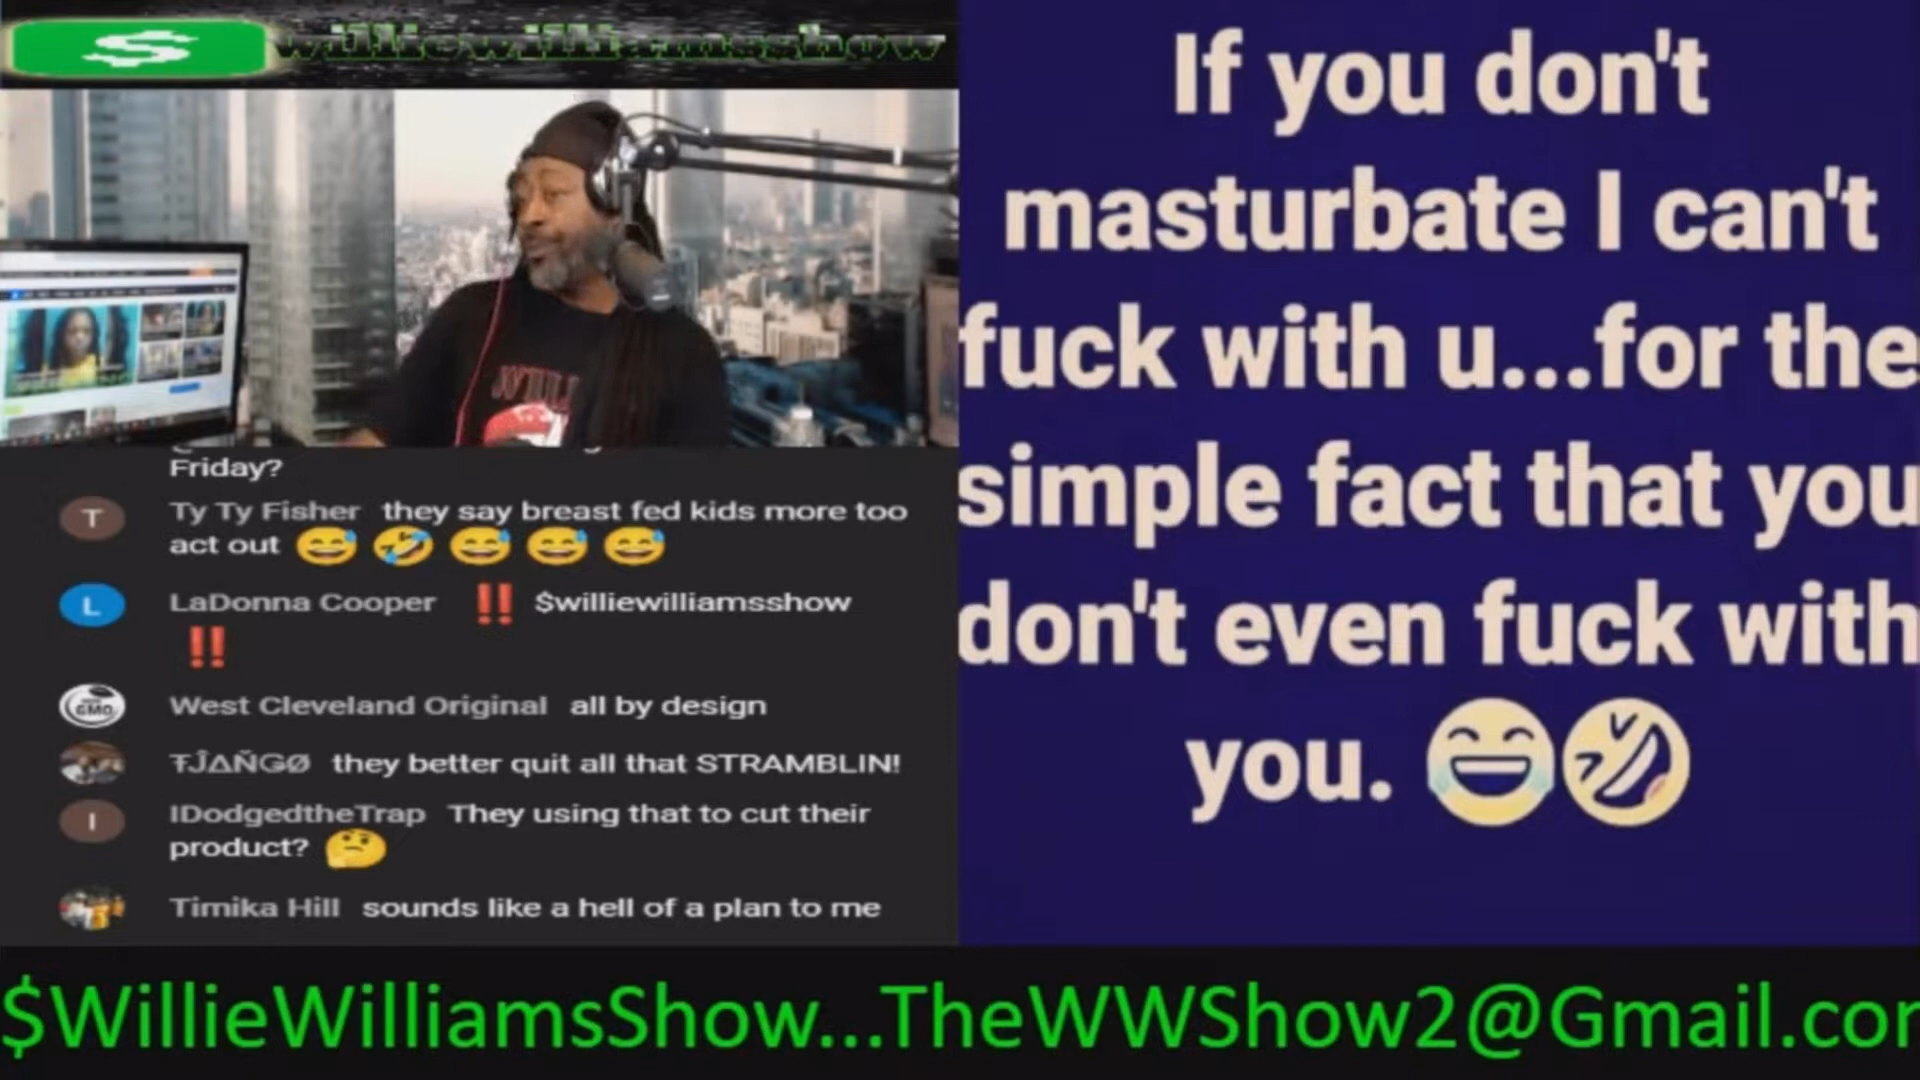 $ williewilliamsshow
Friday?
Ty Ty Fisher they say breast fed kids more too
act out 😅 🤣 😅 😅 😅
LaDonna Cooper ‼️ $williewilliamsshow
‼️
GMO
West Cleveland Original all by design
ŦĴΔŇGØ they better quit all that STRAMBLIN!
IDodgedtheTrap They using that to cut their
product? 🤔
Timika Hill sounds like a hell of a plan to me
If you don't
masturbate I can't
fuck with u...for the
simple fact that you
don't even fuck with
you. 😂🤣
$WillieWilliamsShow...TheWWShow2@Gmail.com